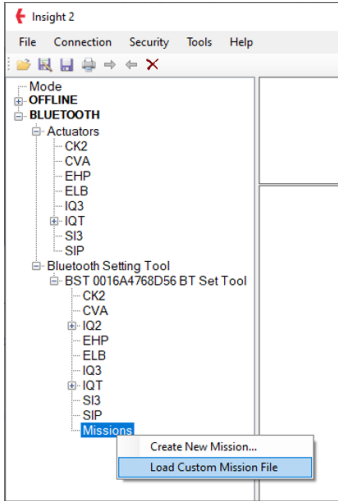 Insight 2
File Connection Security Tools Help
Mode
OFFLINE
BLUETOOTH
Actuators
CK2
CVA
EHP
ELB
IQ3
IQT
SI3
SIP
Bluetooth Setting Tool
BST 0016A4768D56 BT Set Tool
CK2
CVA
IQ2
EHP
ELB
IQ3
IQT
SI3
SIP
Missions
Create New Mission...
Load Custom Mission File